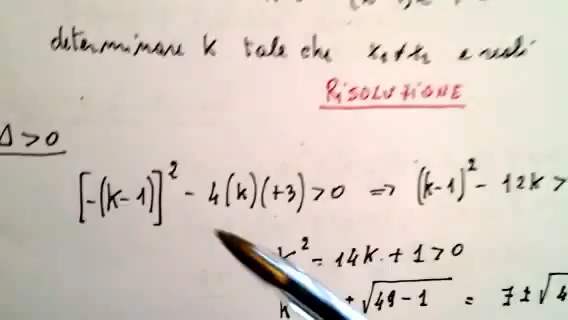 determinare k tale che x₁ ≠ x₂ e reali
RISOLUZIONE
Δ > 0
[-(k-1)]² - 4(k)(+3) > 0 => (k-1)² - 12k >
k² - 14k + 1 > 0
k ± √49-1 = 7 ± √4